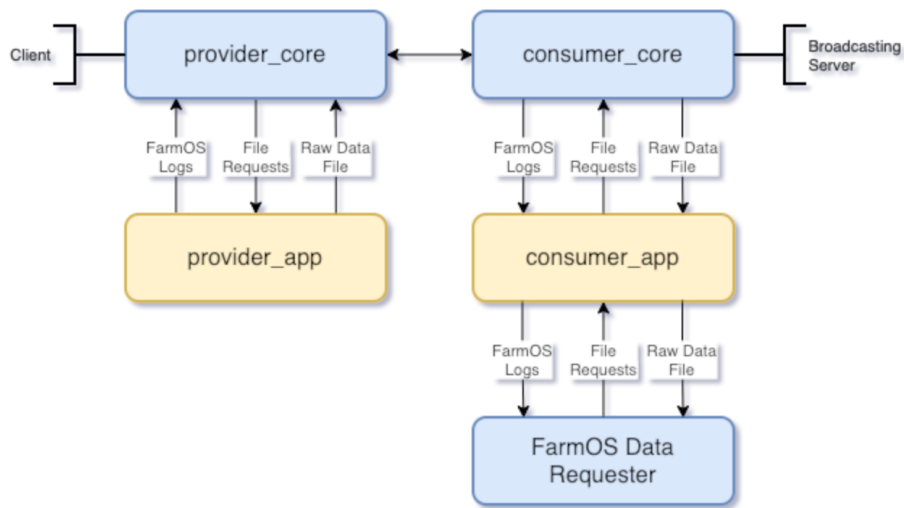 Client
provider_core
consumer_core
Broadcasting
Server
FarmOS
Logs
File
Requests
Raw Data
File
FarmOS
Logs
File
Requests
Raw Data
File
provider_app
consumer_app
FarmOS
Logs
File
Requests
Raw Data
File
FarmOS Data
Requester